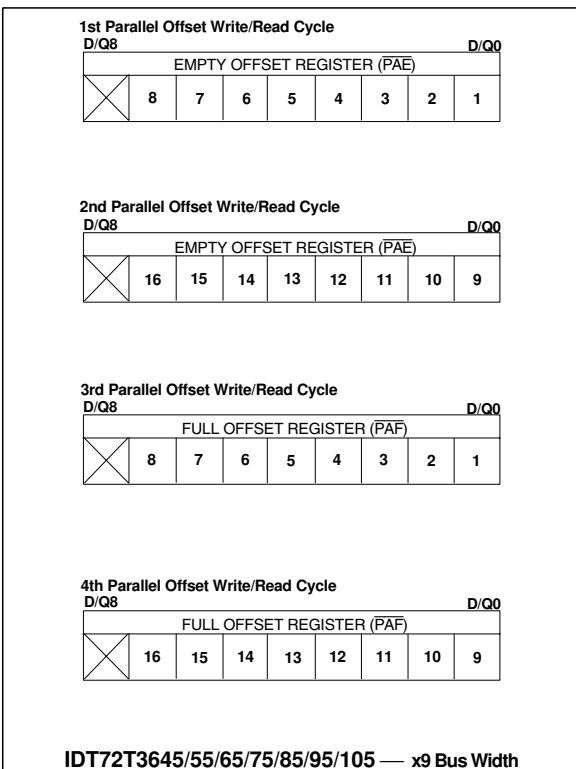 1st Parallel Offset Write/Read Cycle
D/Q8 D/Q0
EMPTY OFFSET REGISTER (PAE)
8 7 6 5 4 3 2 1
2nd Parallel Offset Write/Read Cycle
D/Q8 D/Q0
EMPTY OFFSET REGISTER (PAE)
16 15 14 13 12 11 10 9
3rd Parallel Offset Write/Read Cycle
D/Q8 D/Q0
FULL OFFSET REGISTER (PAF)
8 7 6 5 4 3 2 1
4th Parallel Offset Write/Read Cycle
D/Q8 D/Q0
FULL OFFSET REGISTER (PAF)
16 15 14 13 12 11 10 9
IDT72T3645/55/65/75/85/95/105 — x9 Bus Width